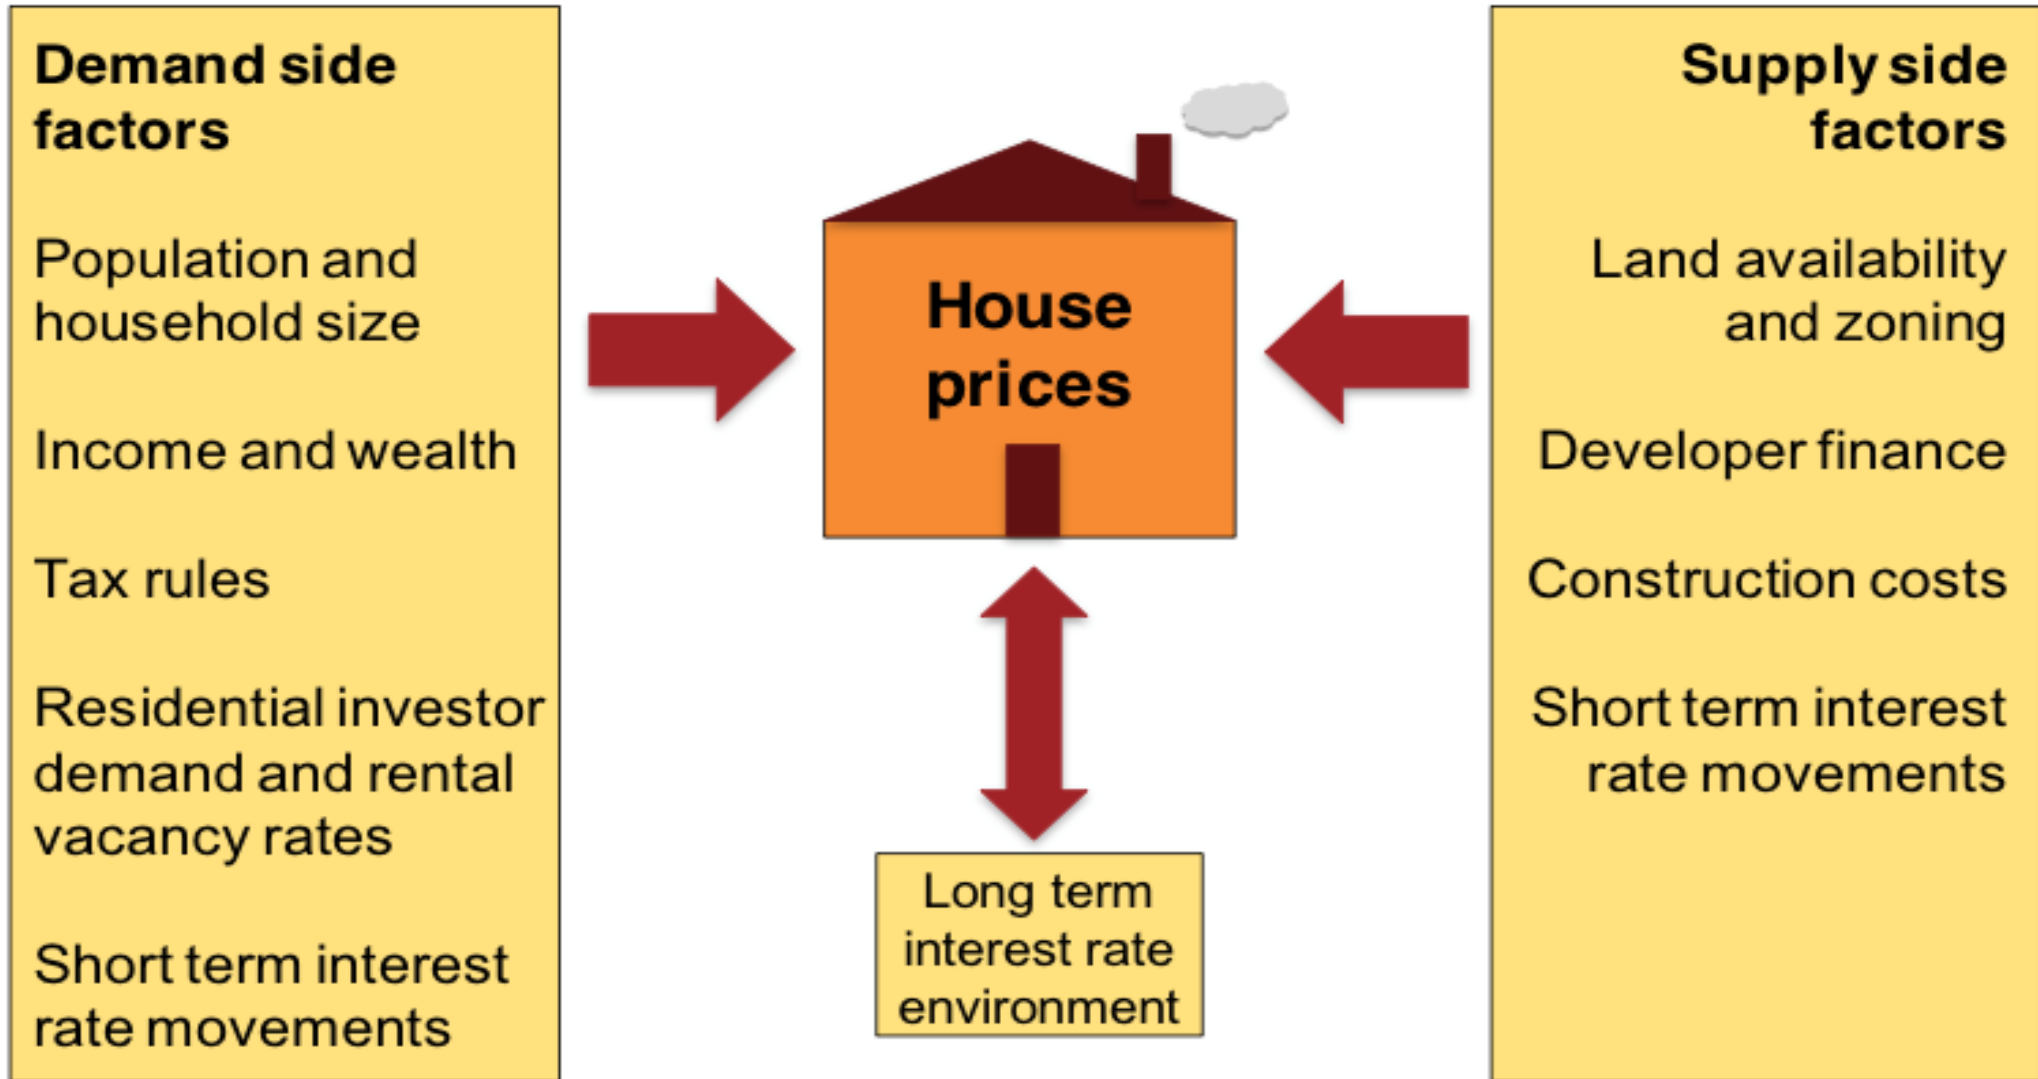 Demand side
factors
Population and
household size
Income and wealth
Tax rules
Residential investor
demand and rental
vacancy rates
Short term interest
rate movements
House
prices
Long term
interest rate
environment
Supply side
factors
Land availability
and zoning
Developer finance
Construction costs
Short term interest
rate movements